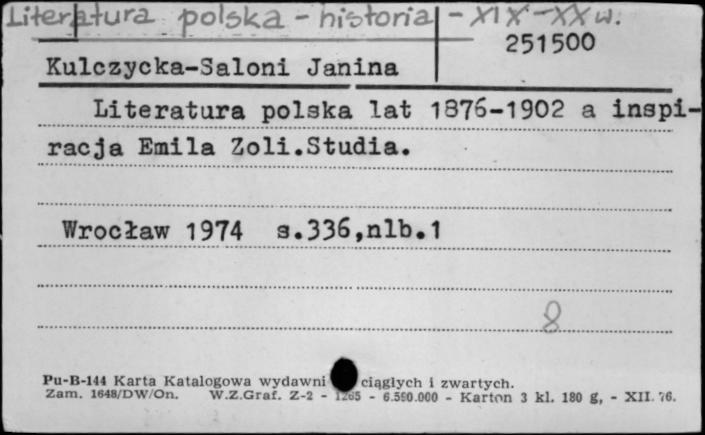 Literatura polska - historia - XIX-XX w.
251500
Kulczycka-Saloni Janina
Literatura polska lat 1876-1902 a inspi-
racja Emila Zoli.Studia.
Wrocław 1974 s.336,nlb.1
8
Pu-B-144 Karta Katalogowa wydawni ciągłych i zwartych.
Zam. 1648/DW/On. W.Z.Graf. Z-2 - 1265 - 6.590.000 - Karton 3 kl. 180 g, - XII. 76.